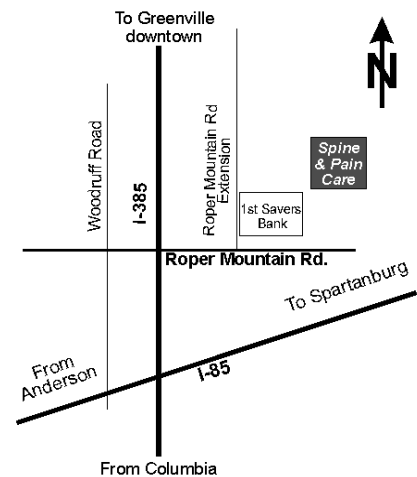 To Greenville
downtown
N
Woodruff Road
I-385
Roper Mountain Rd
Extension
Spine
& Pain
Care
1st Savers
Bank
Roper Mountain Rd.
To Spartanburg
From
Anderson
I-85
From Columbia